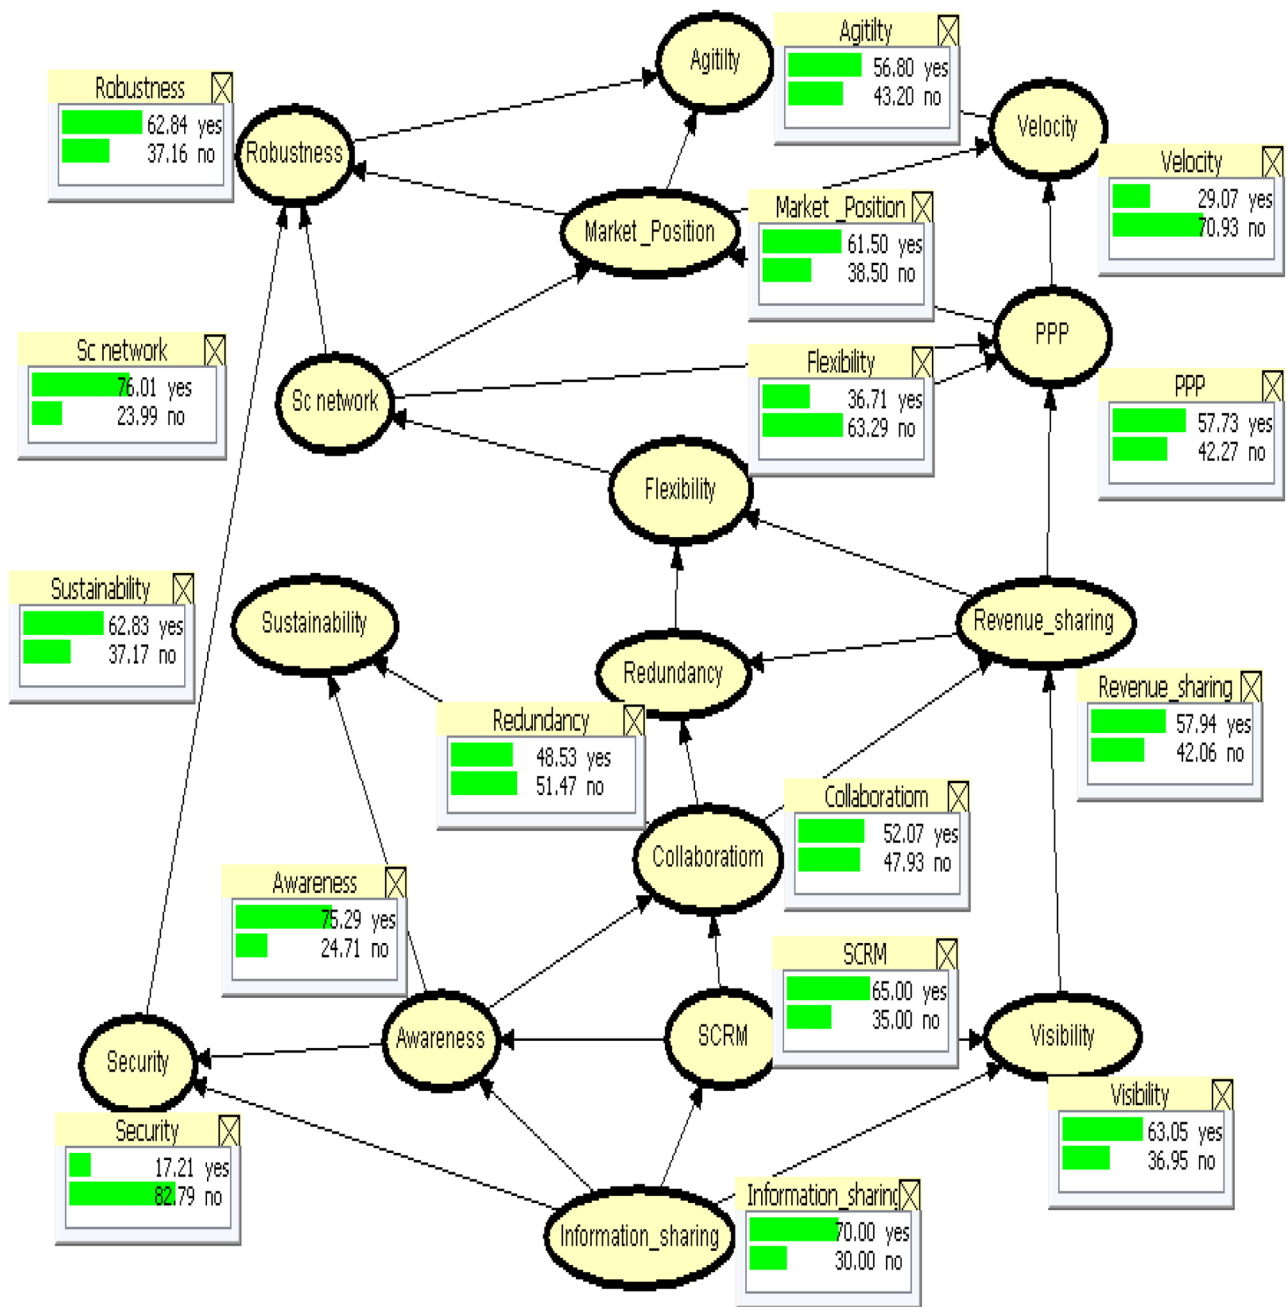 Agitilty
Agitilty
56.80 yes
43.20 no
Robustness
62.84 yes
37.16 no
Robustness
Velocity
Velocity
29.07 yes
70.93 no
Market _Position
Market _Position
61.50 yes
38.50 no
PPP
Sc network
76.01 yes
23.99 no
Sc network
Flexibility
36.71 yes
63.29 no
PPP
57.73 yes
42.27 no
Flexibility
Sustainability
62.83 yes
37.17 no
Sustainability
Revenue_sharing
Redundancy
Revenue_sharing
57.94 yes
42.06 no
Redundancy
48.53 yes
51.47 no
Collaboratiom
52.07 yes
47.93 no
Collaboratiom
Awareness
75.29 yes
24.71 no
SCRM
65.00 yes
35.00 no
Awareness
SCRM
Visibility
Security
Visibility
63.05 yes
36.95 no
Security
17.21 yes
82.79 no
Information_sharing
Information_sharing
70.00 yes
30.00 no